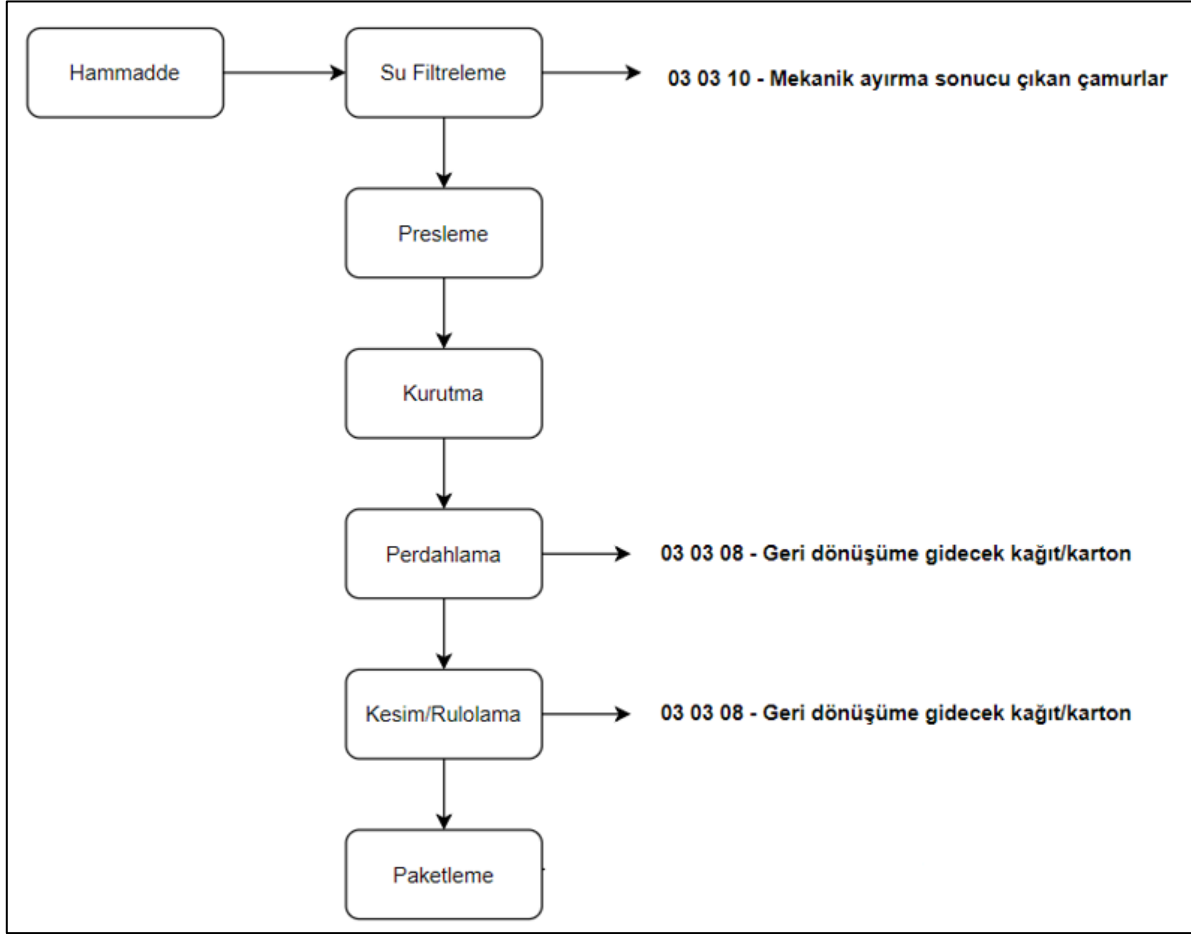 Hammadde
Su Filtreleme
03 03 10 - Mekanik ayırma sonucu çıkan çamurlar
Presleme
Kurutma
Perdahlama
03 03 08 - Geri dönüşüme gidecek kağıt/karton
Kesim/Rulolama
03 03 08 - Geri dönüşüme gidecek kağıt/karton
Paketleme